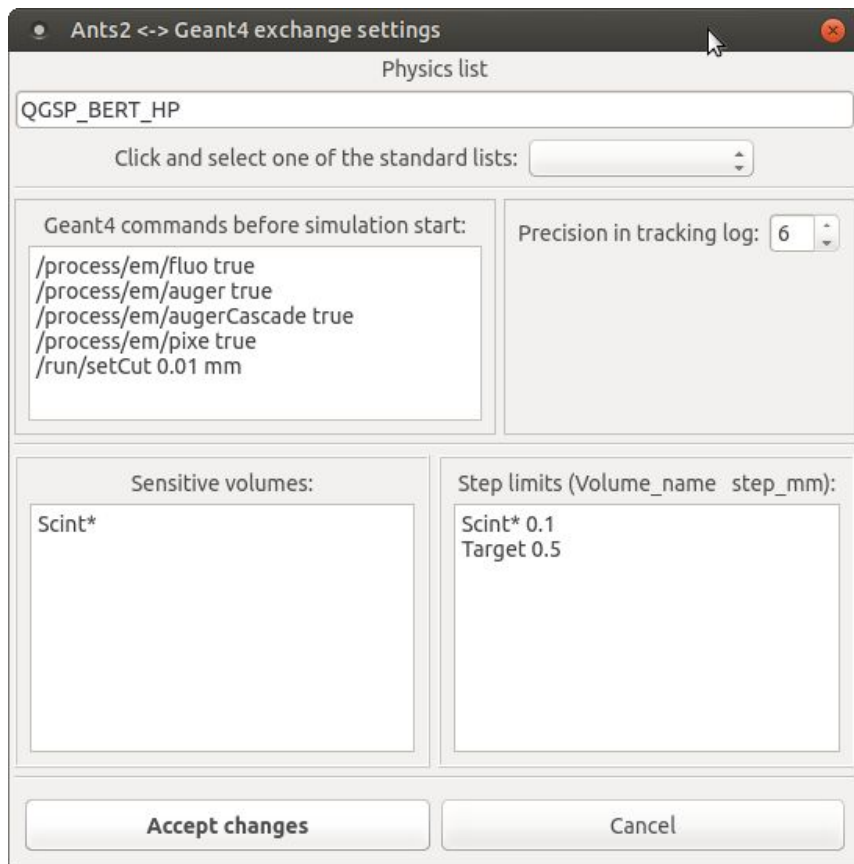 Ants2 <-> Geant4 exchange settings
Physics list
QGSP_BERT_HP
Click and select one of the standard lists:
Geant4 commands before simulation start:
/process/em/fluo true
/process/em/auger true
/process/em/augerCascade true
/process/em/pixe true
/run/setCut 0.01 mm
Precision in tracking log: 6
Sensitive volumes:
Scint*
Step limits (Volume_name step_mm):
Scint* 0.1
Target 0.5
Accept changes
Cancel